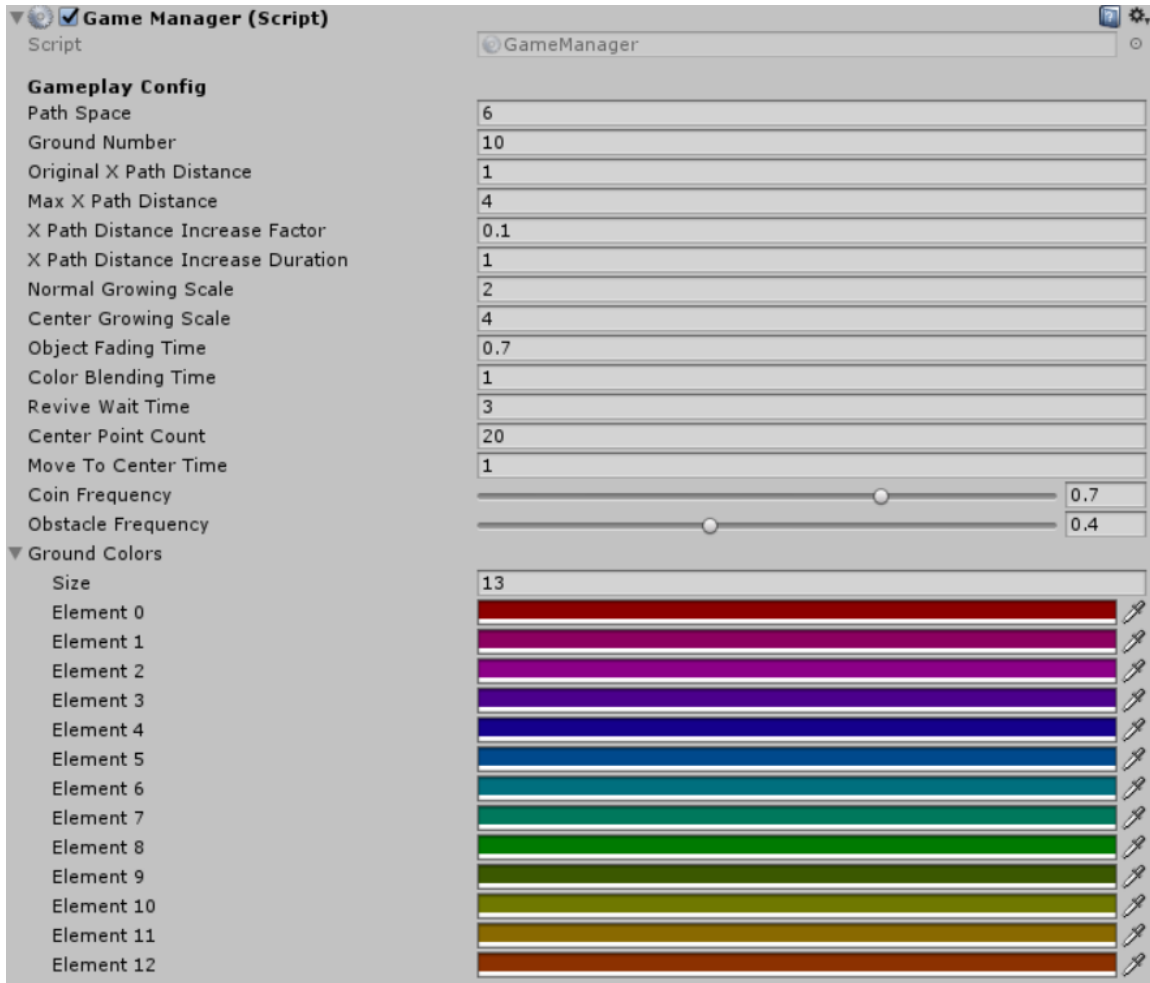 Game Manager (Script)
Script GameManager
Gameplay Config
Path Space 6
Ground Number 10
Original X Path Distance 1
Max X Path Distance 4
X Path Distance Increase Factor 0.1
X Path Distance Increase Duration 1
Normal Growing Scale 2
Center Growing Scale 4
Object Fading Time 0.7
Color Blending Time 1
Revive Wait Time 3
Center Point Count 20
Move To Center Time 1
Coin Frequency 0.7
Obstacle Frequency 0.4
Ground Colors
Size 13
Element 0
Element 1
Element 2
Element 3
Element 4
Element 5
Element 6
Element 7
Element 8
Element 9
Element 10
Element 11
Element 12